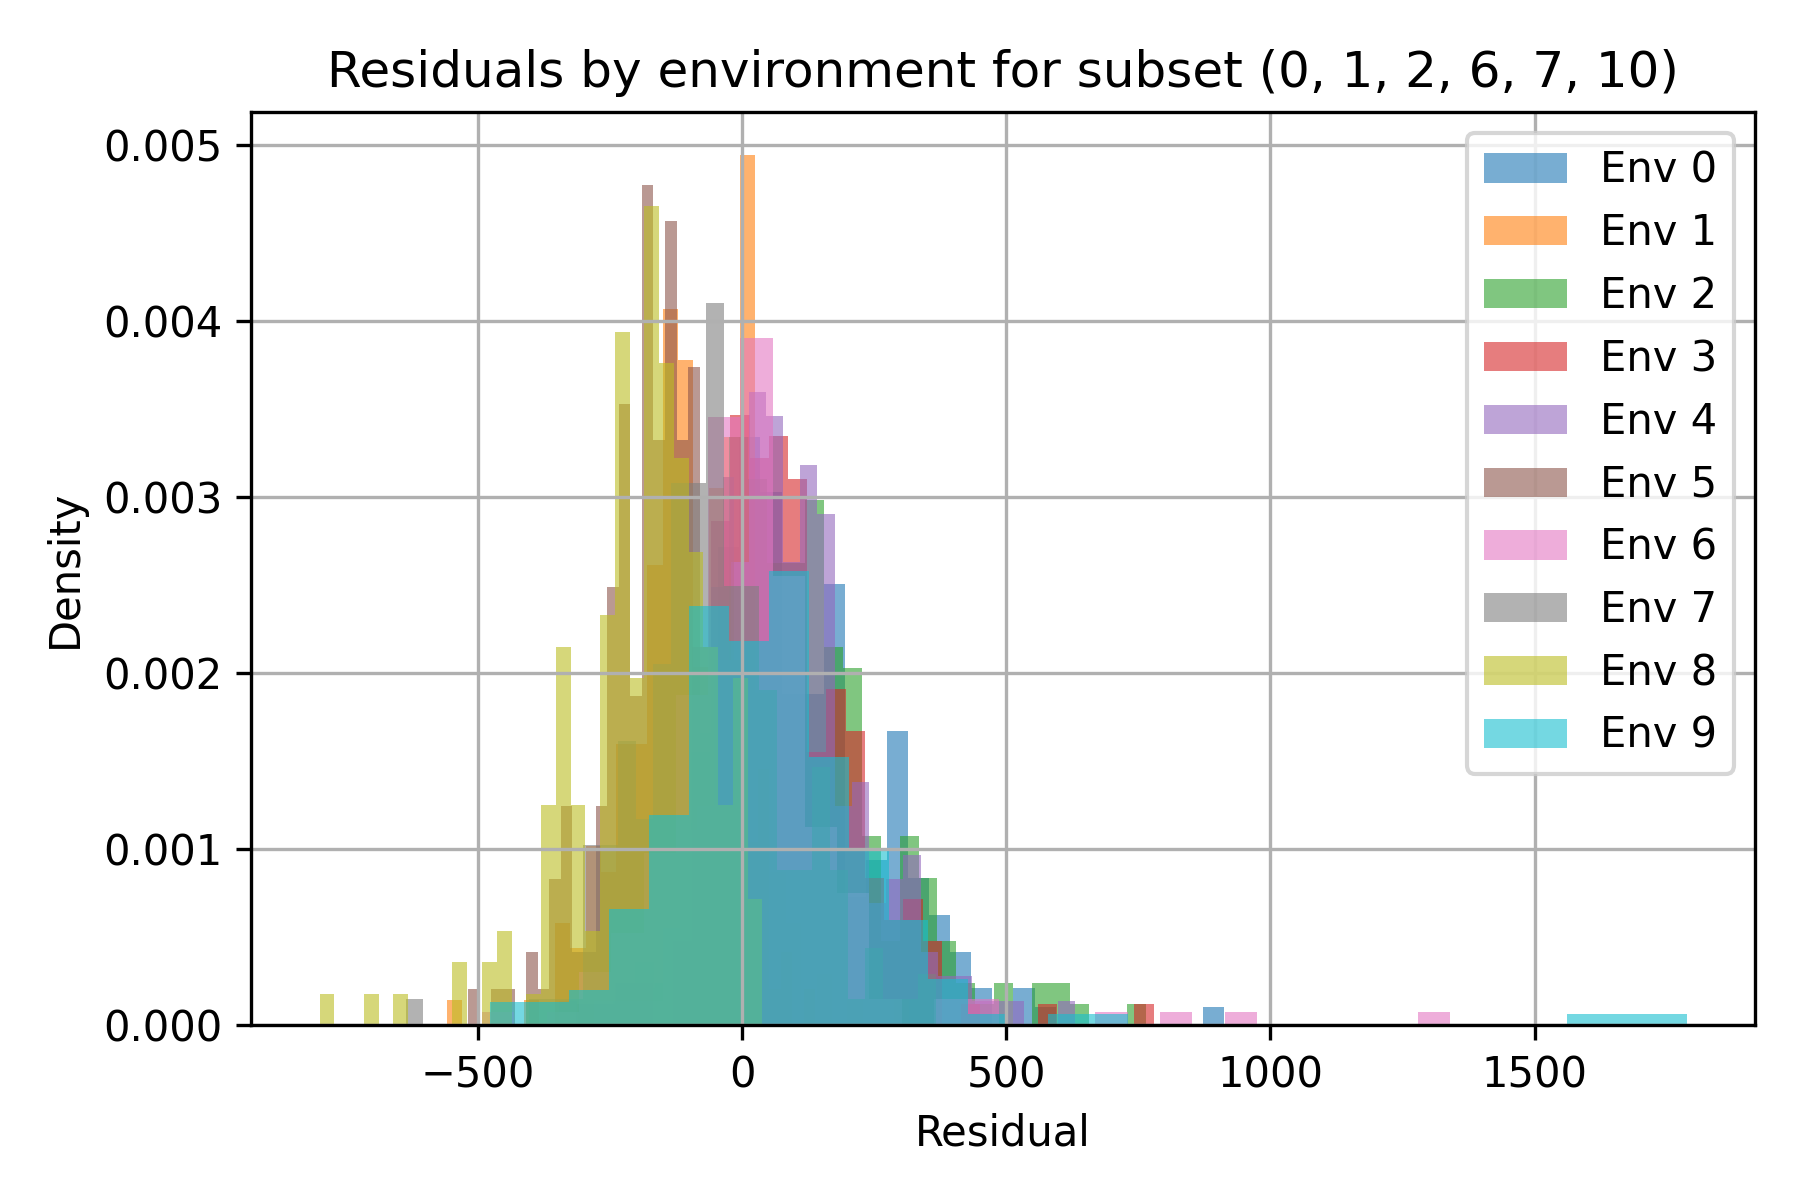 Residuals by environment for subset (0, 1, 2, 6, 7, 10)
0.005
0.004
0.003
0.002
0.001
0.000
Density
−500
0
500
1000
1500
Residual
Env 0
Env 1
Env 2
Env 3
Env 4
Env 5
Env 6
Env 7
Env 8
Env 9